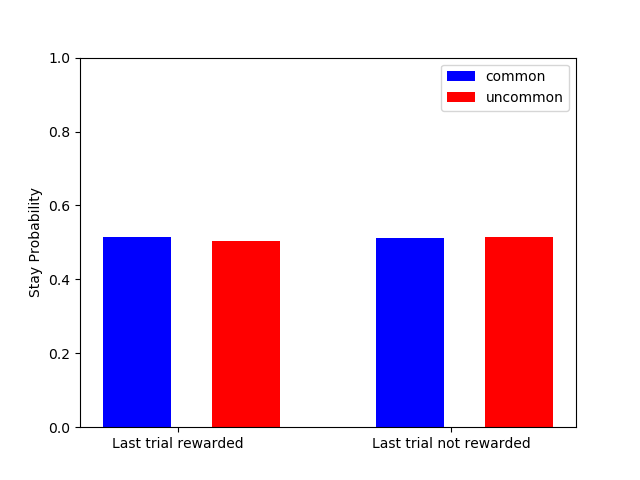 1.0
0.8
0.6
0.4
0.2
0.0
Stay Probability
common
uncommon
Last trial rewarded
Last trial not rewarded